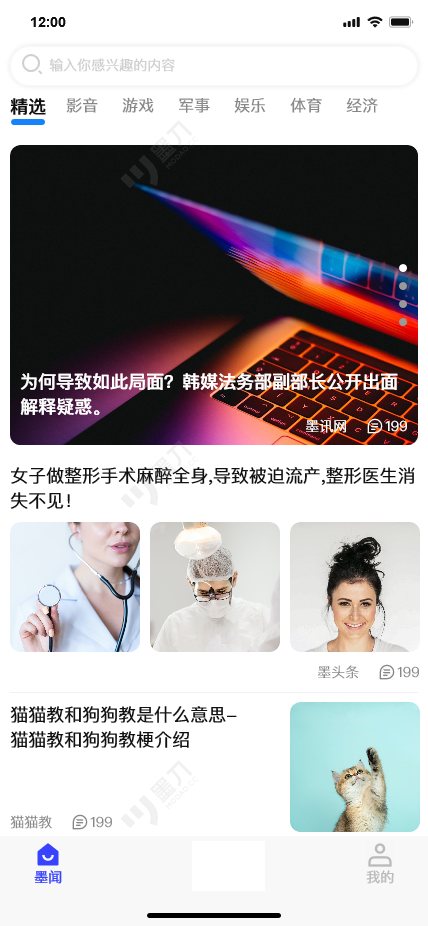 12:00
输入你感兴趣的内容
精选 影音 游戏 军事 娱乐 体育 经济
为何导致如此局面？韩媒法务部副部长公开出面
解释疑惑。
墨讯网 199
女子做整形手术麻醉全身,导致被迫流产,整形医生消
失不见！
墨头条 199
猫猫教和狗狗教是什么意思-
猫猫教和狗狗教梗介绍
猫猫教 199
墨刀
MODAO.CC
墨闻 我的